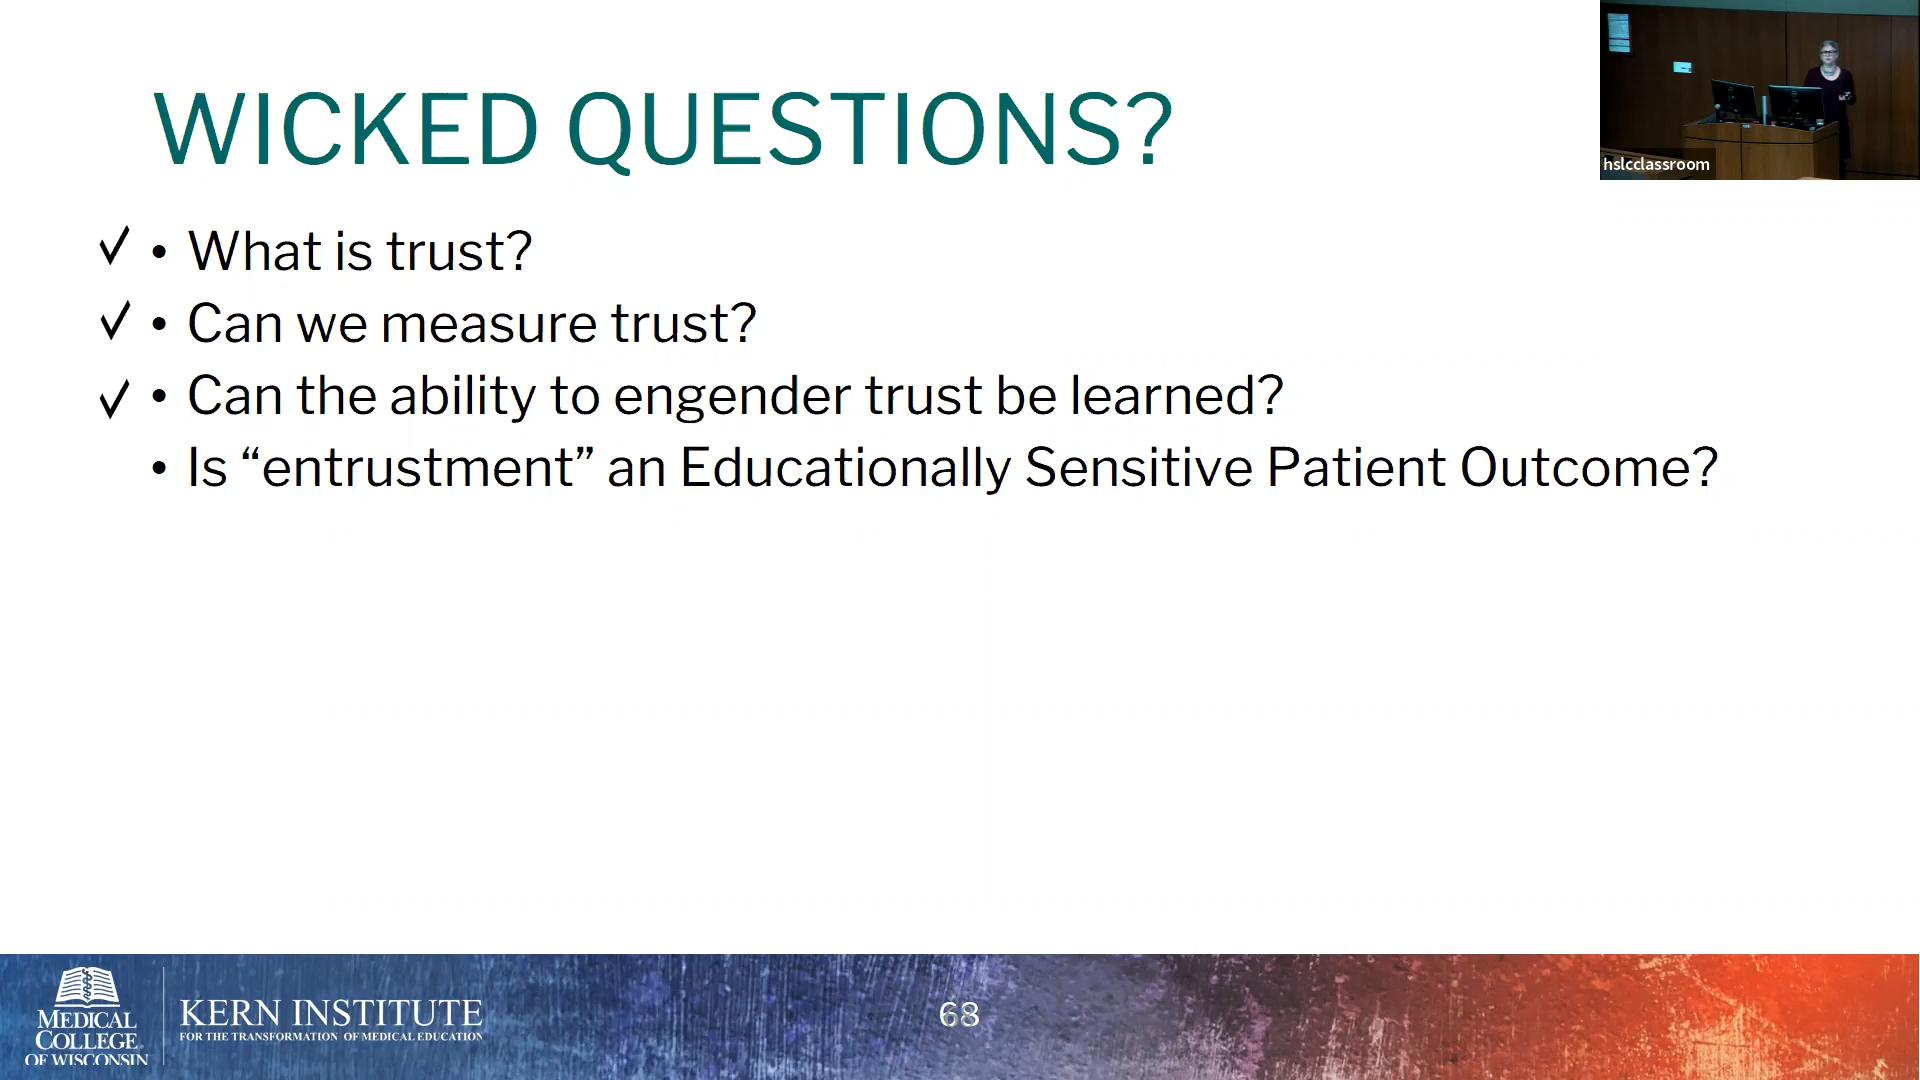 WICKED QUESTIONS?
hslcclassroom
✓ • What is trust?
✓ • Can we measure trust?
✓ • Can the ability to engender trust be learned?
• Is “entrustment” an Educationally Sensitive Patient Outcome?
MEDICAL
COLLEGE
OF WISCONSIN
KERN INSTITUTE
FOR THE TRANSFORMATION OF MEDICAL EDUCATION
68